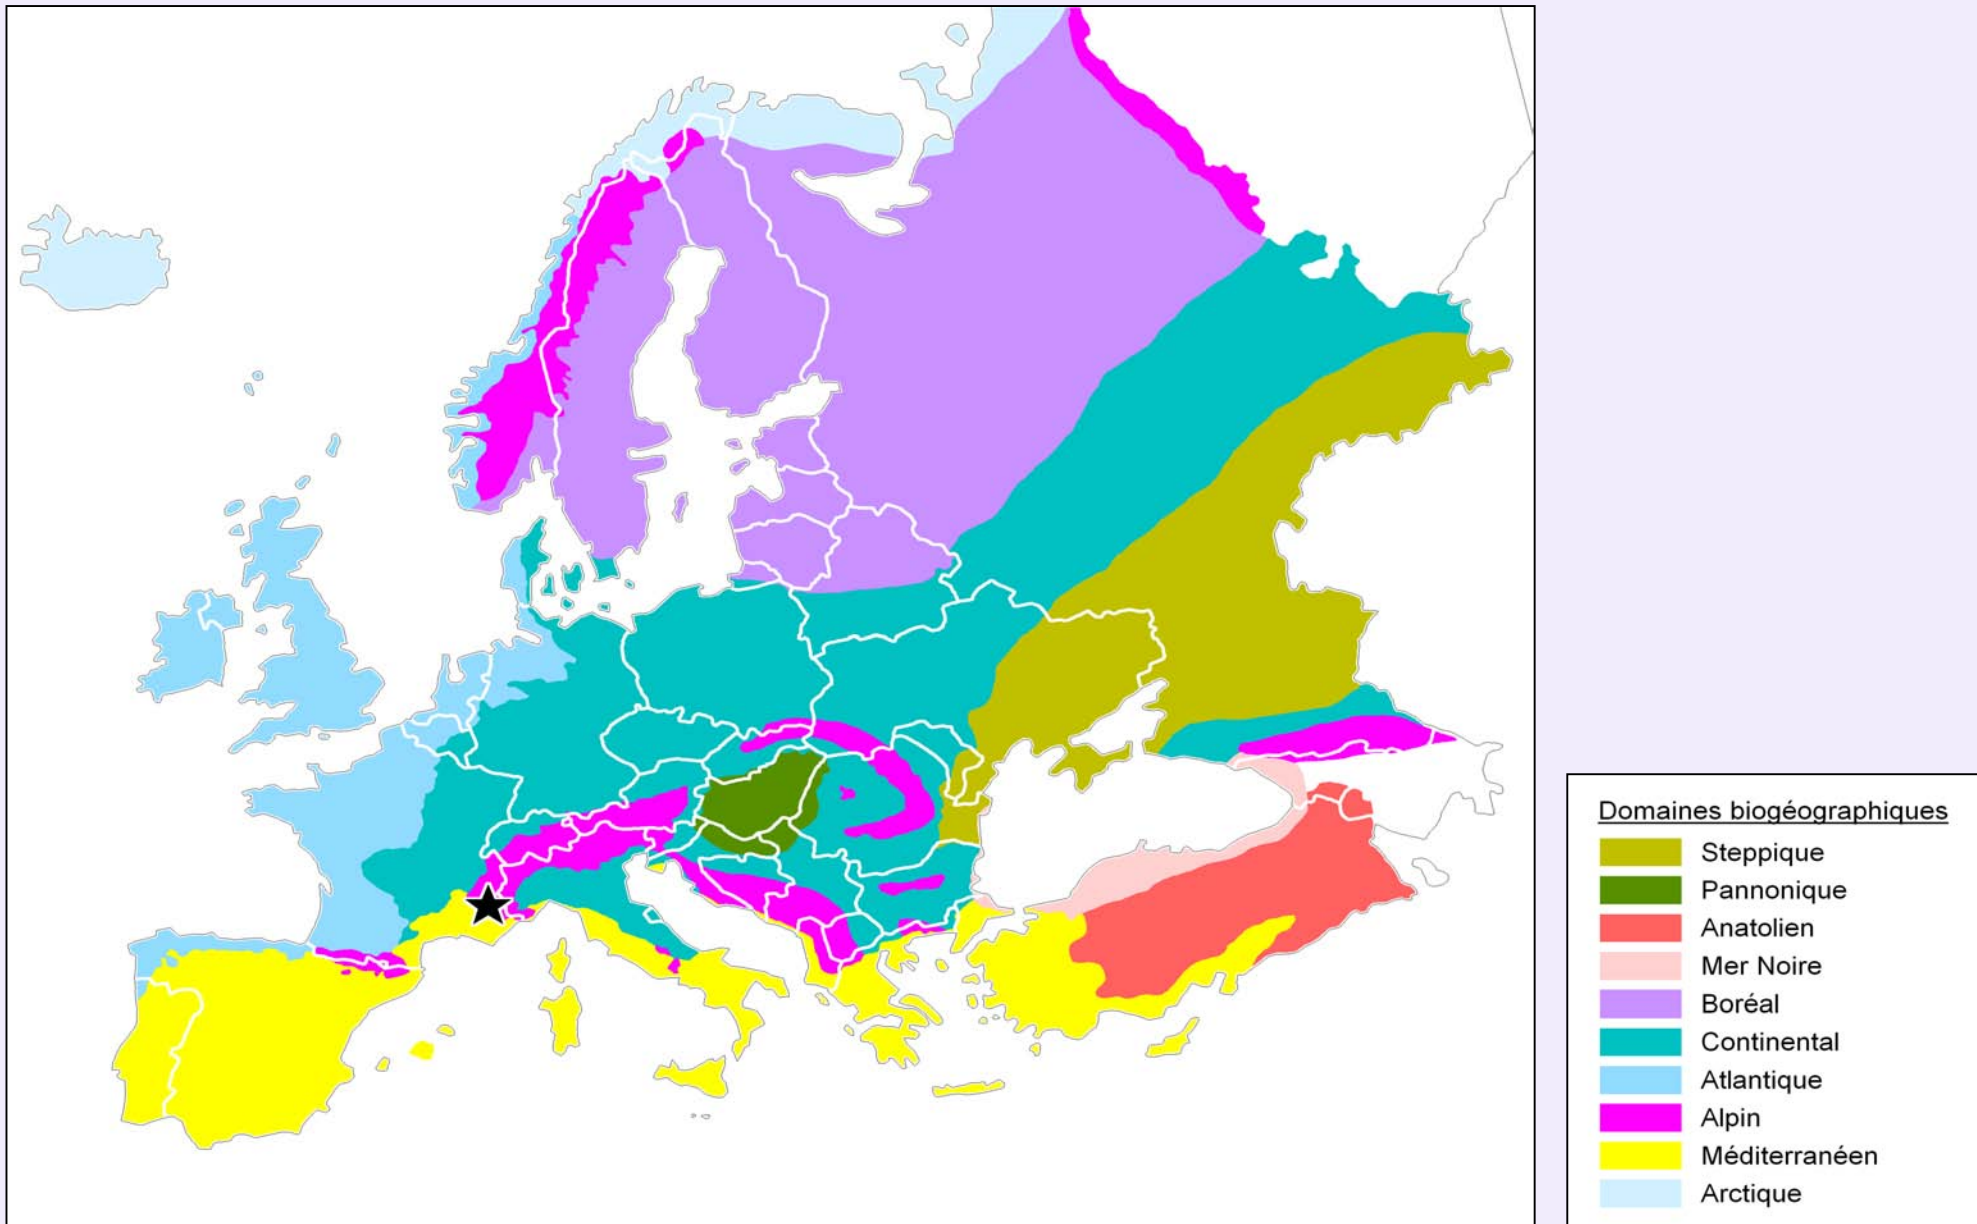 Domaines biogéographiques
Steppique
Pannonique
Anatolien
Mer Noire
Boréal
Continental
Atlantique
Alpin
Méditerranéen
Arctique